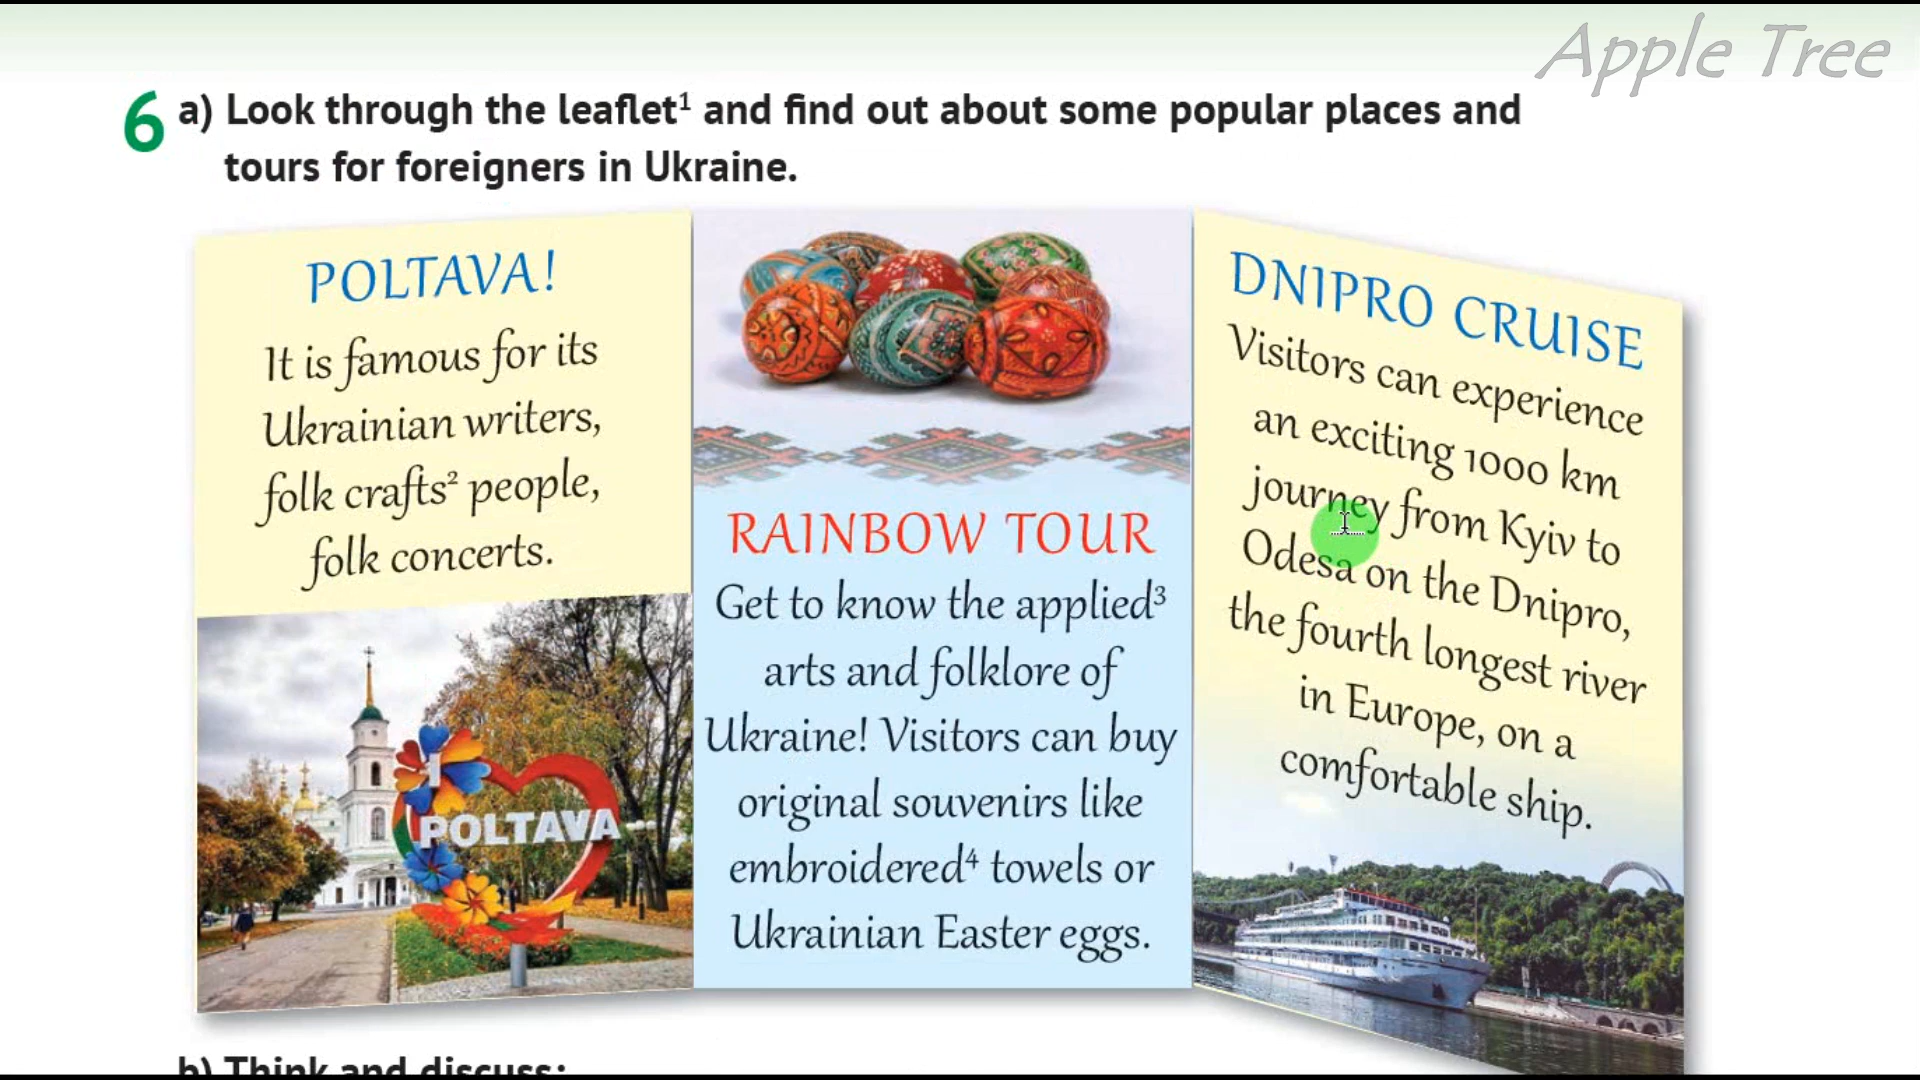 Apple Tree
6 a) Look through the leaflet¹ and find out about some popular places and
tours for foreigners in Ukraine.
POLTAVA!
It is famous for its
Ukrainian writers,
folk crafts² people,
folk concerts.
I
POLTAVA
RAINBOW TOUR
Get to know the applied³
arts and folklore of
Ukraine! Visitors can buy
original souvenirs like
embroidered⁴ towels or
Ukrainian Easter eggs.
DNIPRO CRUISE
Visitors can experience
an exciting 1000 km
journey from Kyiv to
Odesa on the Dnipro,
the fourth longest river
in Europe, on a
comfortable ship.
b) Think and discuss: